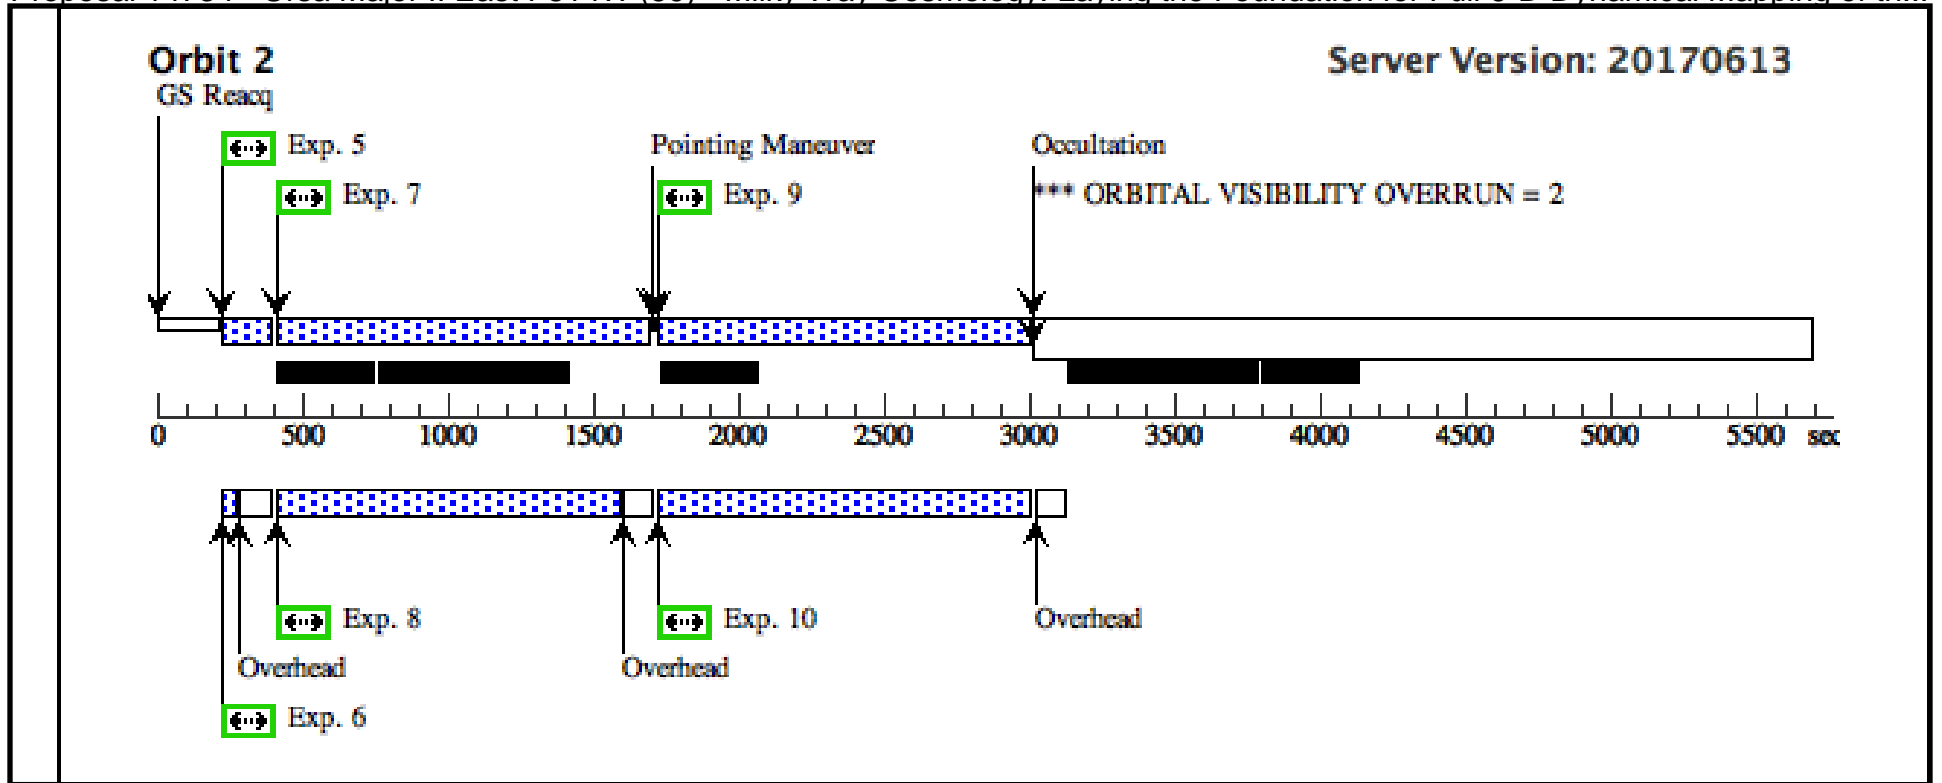 Orbit 2
Server Version: 20170613
GS Reacq
Exp. 5
Pointing Maneuver
Occultation
Exp. 7
Exp. 9
*** ORBITAL VISIBILITY OVERRUN = 2
0 500 1000 1500 2000 2500 3000 3500 4000 4500 5000 5500 sec
Exp. 8
Exp. 10
Overhead
Overhead
Overhead
Exp. 6